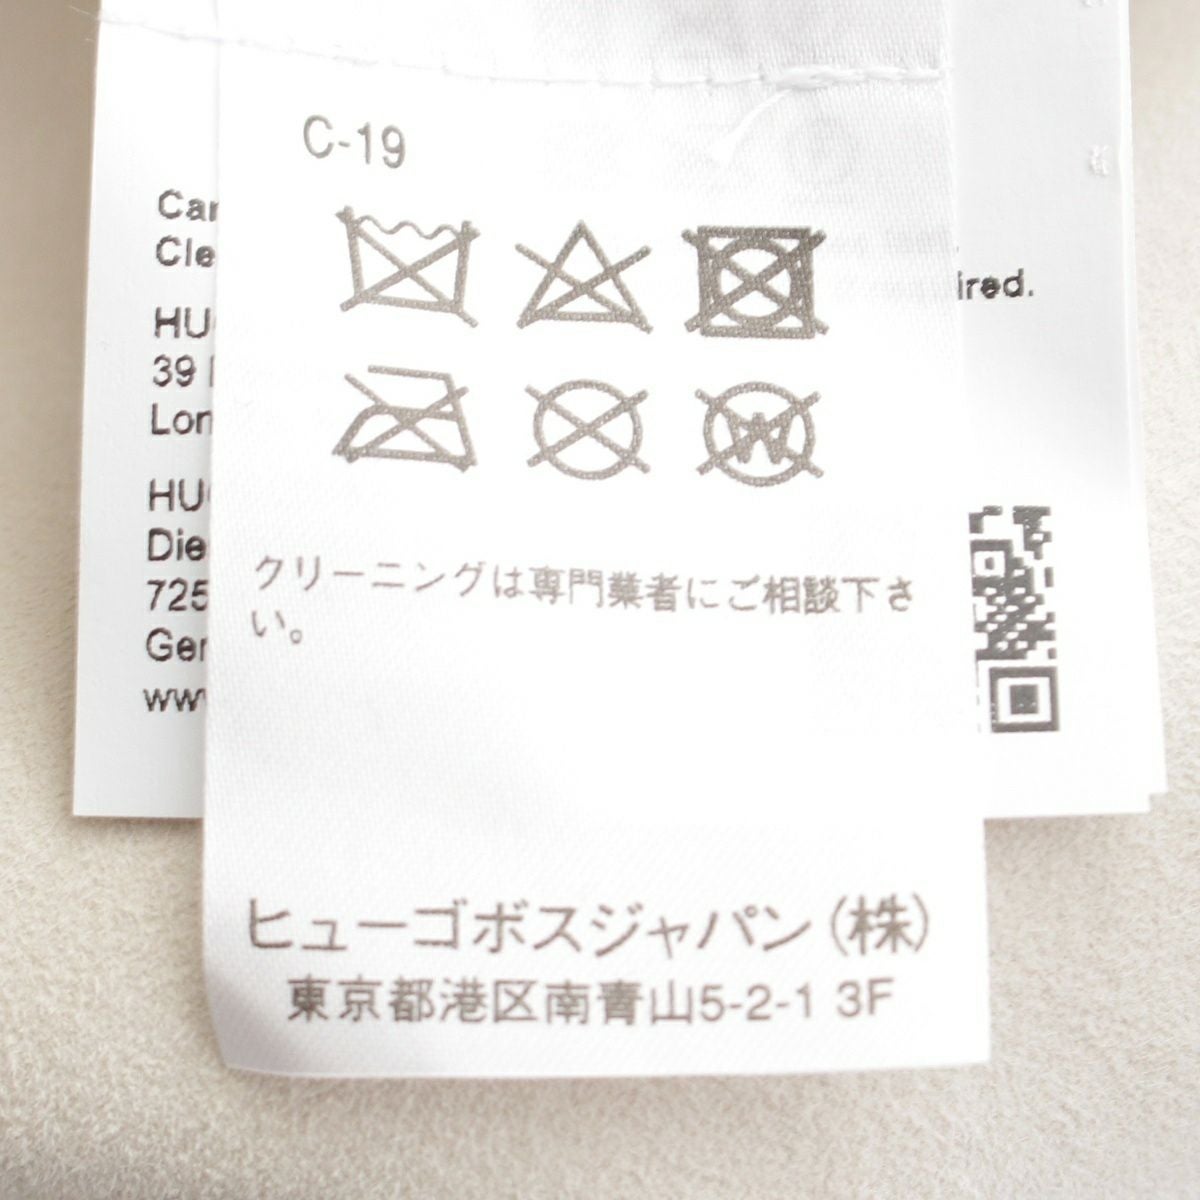 C-19
クリーニングは専門業者にご相談下さ
い。
ヒューゴボスジャパン(株)
東京都港区南青山5-2-1 3F
HU
39
Lon
HU
Die
725
Ger
www
ired.